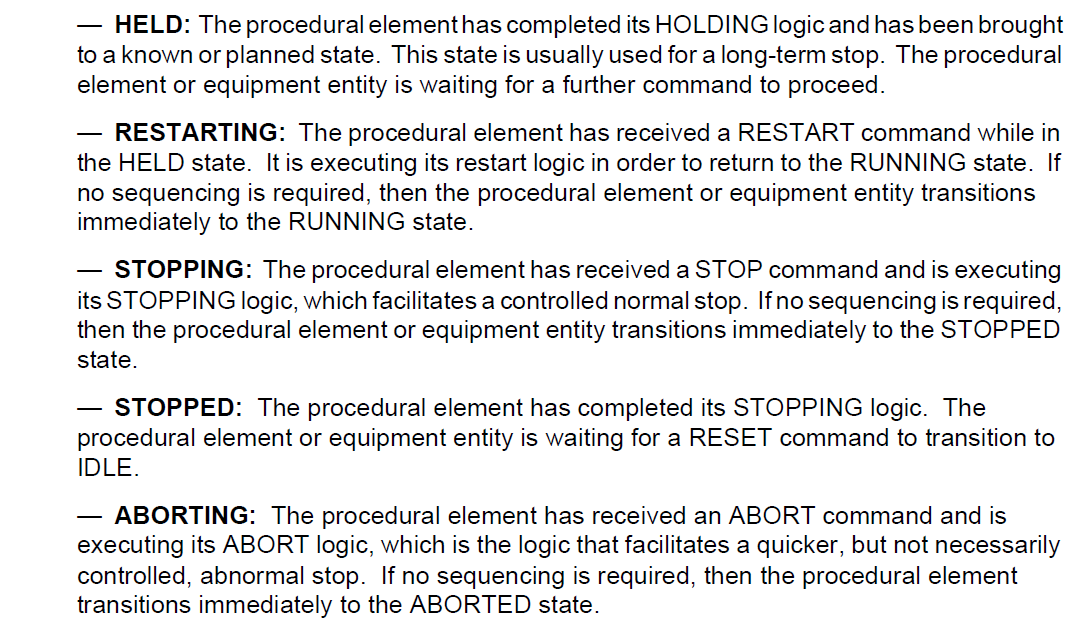 — HELD: The procedural element has completed its HOLDING logic and has been brought
to a known or planned state. This state is usually used for a long-term stop. The procedural
element or equipment entity is waiting for a further command to proceed.
— RESTARTING: The procedural element has received a RESTART command while in
the HELD state. It is executing its restart logic in order to return to the RUNNING state. If
no sequencing is required, then the procedural element or equipment entity transitions
immediately to the RUNNING state.
— STOPPING: The procedural element has received a STOP command and is executing
its STOPPING logic, which facilitates a controlled normal stop. If no sequencing is required,
then the procedural element or equipment entity transitions immediately to the STOPPED
state.
— STOPPED: The procedural element has completed its STOPPING logic. The
procedural element or equipment entity is waiting for a RESET command to transition to
IDLE.
— ABORTING: The procedural element has received an ABORT command and is
executing its ABORT logic, which is the logic that facilitates a quicker, but not necessarily
controlled, abnormal stop. If no sequencing is required, then the procedural element
transitions immediately to the ABORTED state.